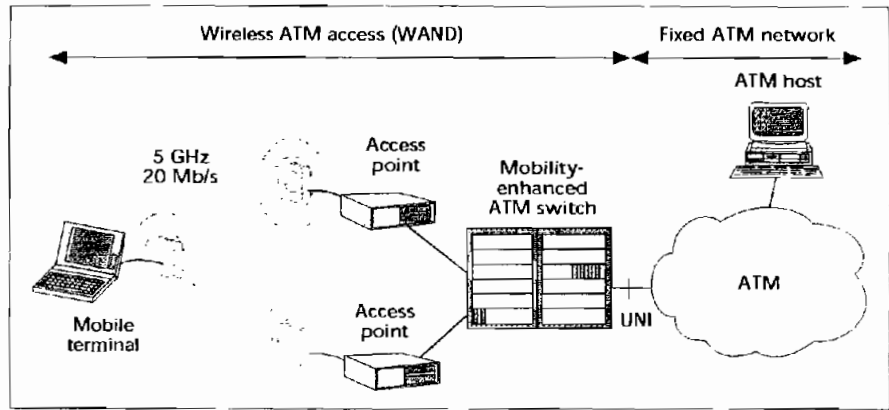 Wireless ATM access (WAND)
Fixed ATM network
ATM host
5 GHz
20 Mb/s
Access
point
Mobility-
enhanced
ATM switch
Mobile
terminal
Access
point
UNI
ATM